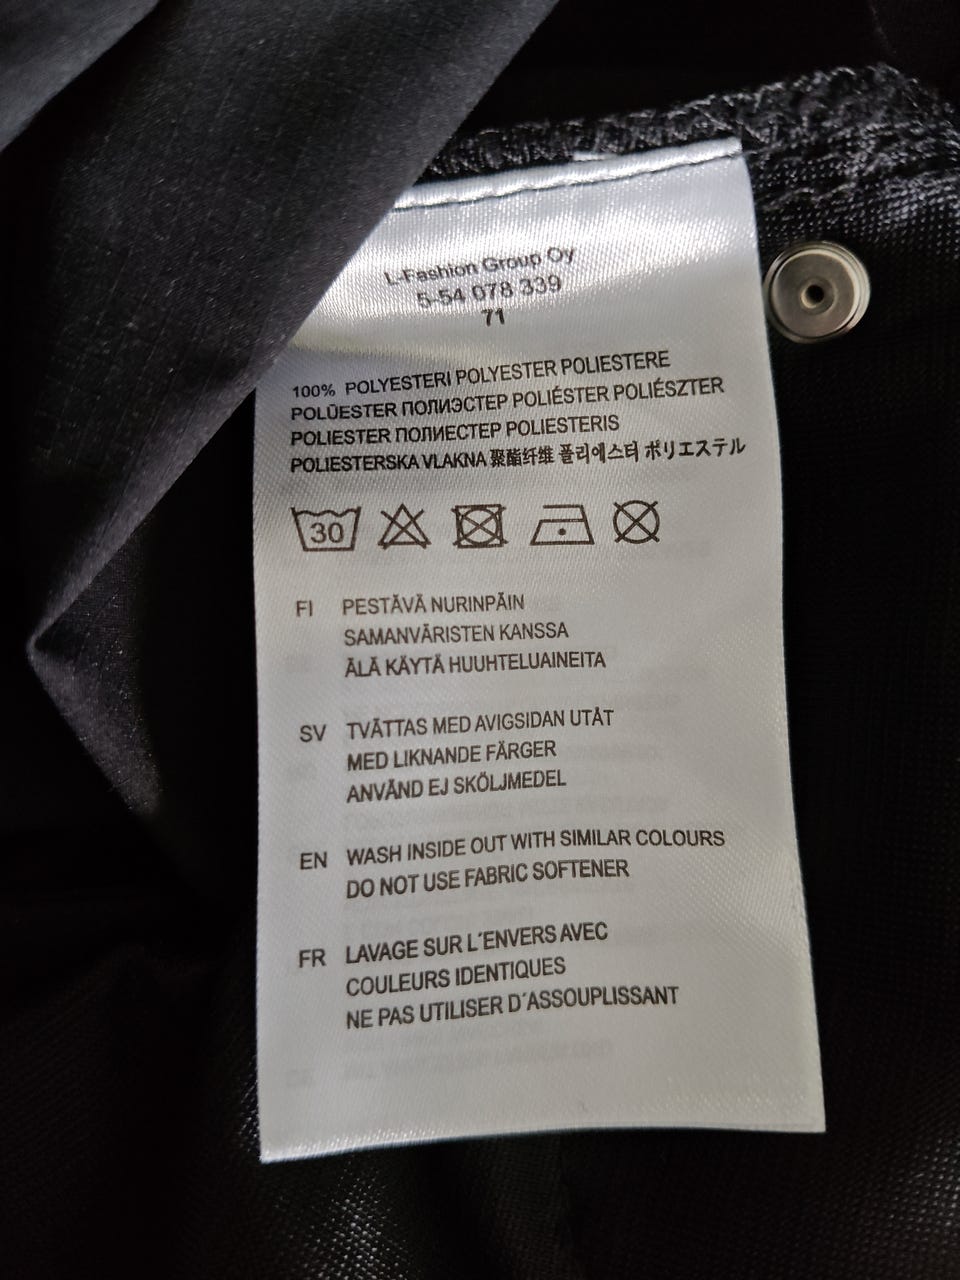 L-Fashion Group Oy
5-54 078 339
71
100% POLYESTERI POLYESTER POLIESTERE
POLÜESTER ПОЛИЭСТЕР POLIÉSTER POLIÉSZTER
POLIESTER ПОЛИЕСТЕР POLIESTERIS
POLIESTERSKA VLAKNA 聚酯纤维 폴리에스터 ポリエステル
30
FI PESTÄVÄ NURINPÄIN
SAMANVÄRISTEN KANSSA
ÄLÄ KÄYTÄ HUUHTELUAINEITA
SV TVÄTTAS MED AVIGSIDAN UTÅT
MED LIKNANDE FÄRGER
ANVÄND EJ SKÖLJMEDEL
EN WASH INSIDE OUT WITH SIMILAR COLOURS
DO NOT USE FABRIC SOFTENER
FR LAVAGE SUR L´ENVERS AVEC
COULEURS IDENTIQUES
NE PAS UTILISER D´ASSOUPLISSANT